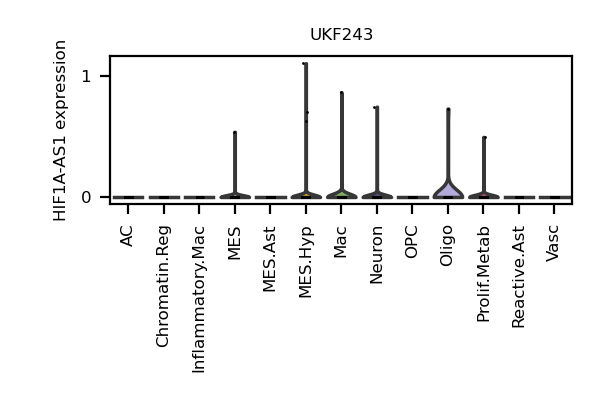 UKF243
HIF1A-AS1 expression
1
0
AC
Chromatin.Reg
Inflammatory.Mac
MES
MES.Ast
MES.Hyp
Mac
Neuron
OPC
Oligo
Prolif.Metab
Reactive.Ast
Vasc